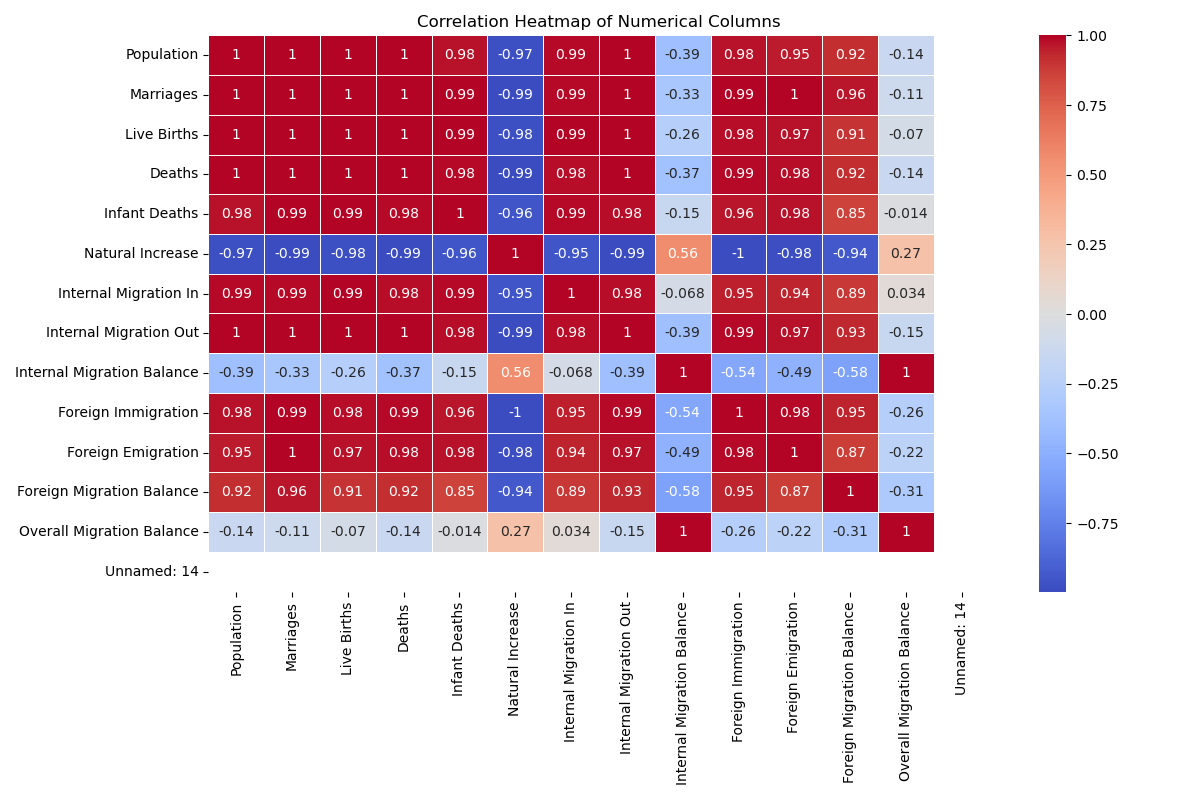 Correlation Heatmap of Numerical Columns
Population 1 1 1 1 0.98 -0.97 0.99 1 -0.39 0.98 0.95 0.92 -0.14
Marriages 1 1 1 1 0.99 -0.99 0.99 1 -0.33 0.99 1 0.96 -0.11
Live Births 1 1 1 1 0.99 -0.98 0.99 1 -0.26 0.98 0.97 0.91 -0.07
Deaths 1 1 1 1 0.98 -0.99 0.98 1 -0.37 0.99 0.98 0.92 -0.14
Infant Deaths 0.98 0.99 0.99 0.98 1 -0.96 0.99 0.98 -0.15 0.96 0.98 0.85 -0.014
Natural Increase -0.97 -0.99 -0.98 -0.99 -0.96 1 -0.95 -0.99 0.56 -1 -0.98 -0.94 0.27
Internal Migration In 0.99 0.99 0.99 0.98 0.99 -0.95 1 0.98 -0.068 0.95 0.94 0.89 0.034
Internal Migration Out 1 1 1 1 0.98 -0.99 0.98 1 -0.39 0.99 0.97 0.93 -0.15
Internal Migration Balance -0.39 -0.33 -0.26 -0.37 -0.15 0.56 -0.068 -0.39 1 -0.54 -0.49 -0.58 1
Foreign Immigration 0.98 0.99 0.98 0.99 0.96 -1 0.95 0.99 -0.54 1 0.98 0.95 -0.26
Foreign Emigration 0.95 1 0.97 0.98 0.98 -0.98 0.94 0.97 -0.49 0.98 1 0.87 -0.22
Foreign Migration Balance 0.92 0.96 0.91 0.92 0.85 -0.94 0.89 0.93 -0.58 0.95 0.87 1 -0.31
Overall Migration Balance -0.14 -0.11 -0.07 -0.14 -0.014 0.27 0.034 -0.15 1 -0.26 -0.22 -0.31 1
Unnamed: 14
Population
Marriages
Live Births
Deaths
Infant Deaths
Natural Increase
Internal Migration In
Internal Migration Out
Internal Migration Balance
Foreign Immigration
Foreign Emigration
Foreign Migration Balance
Overall Migration Balance
Unnamed: 14
1.00
0.75
0.50
0.25
0.00
−0.25
−0.50
−0.75